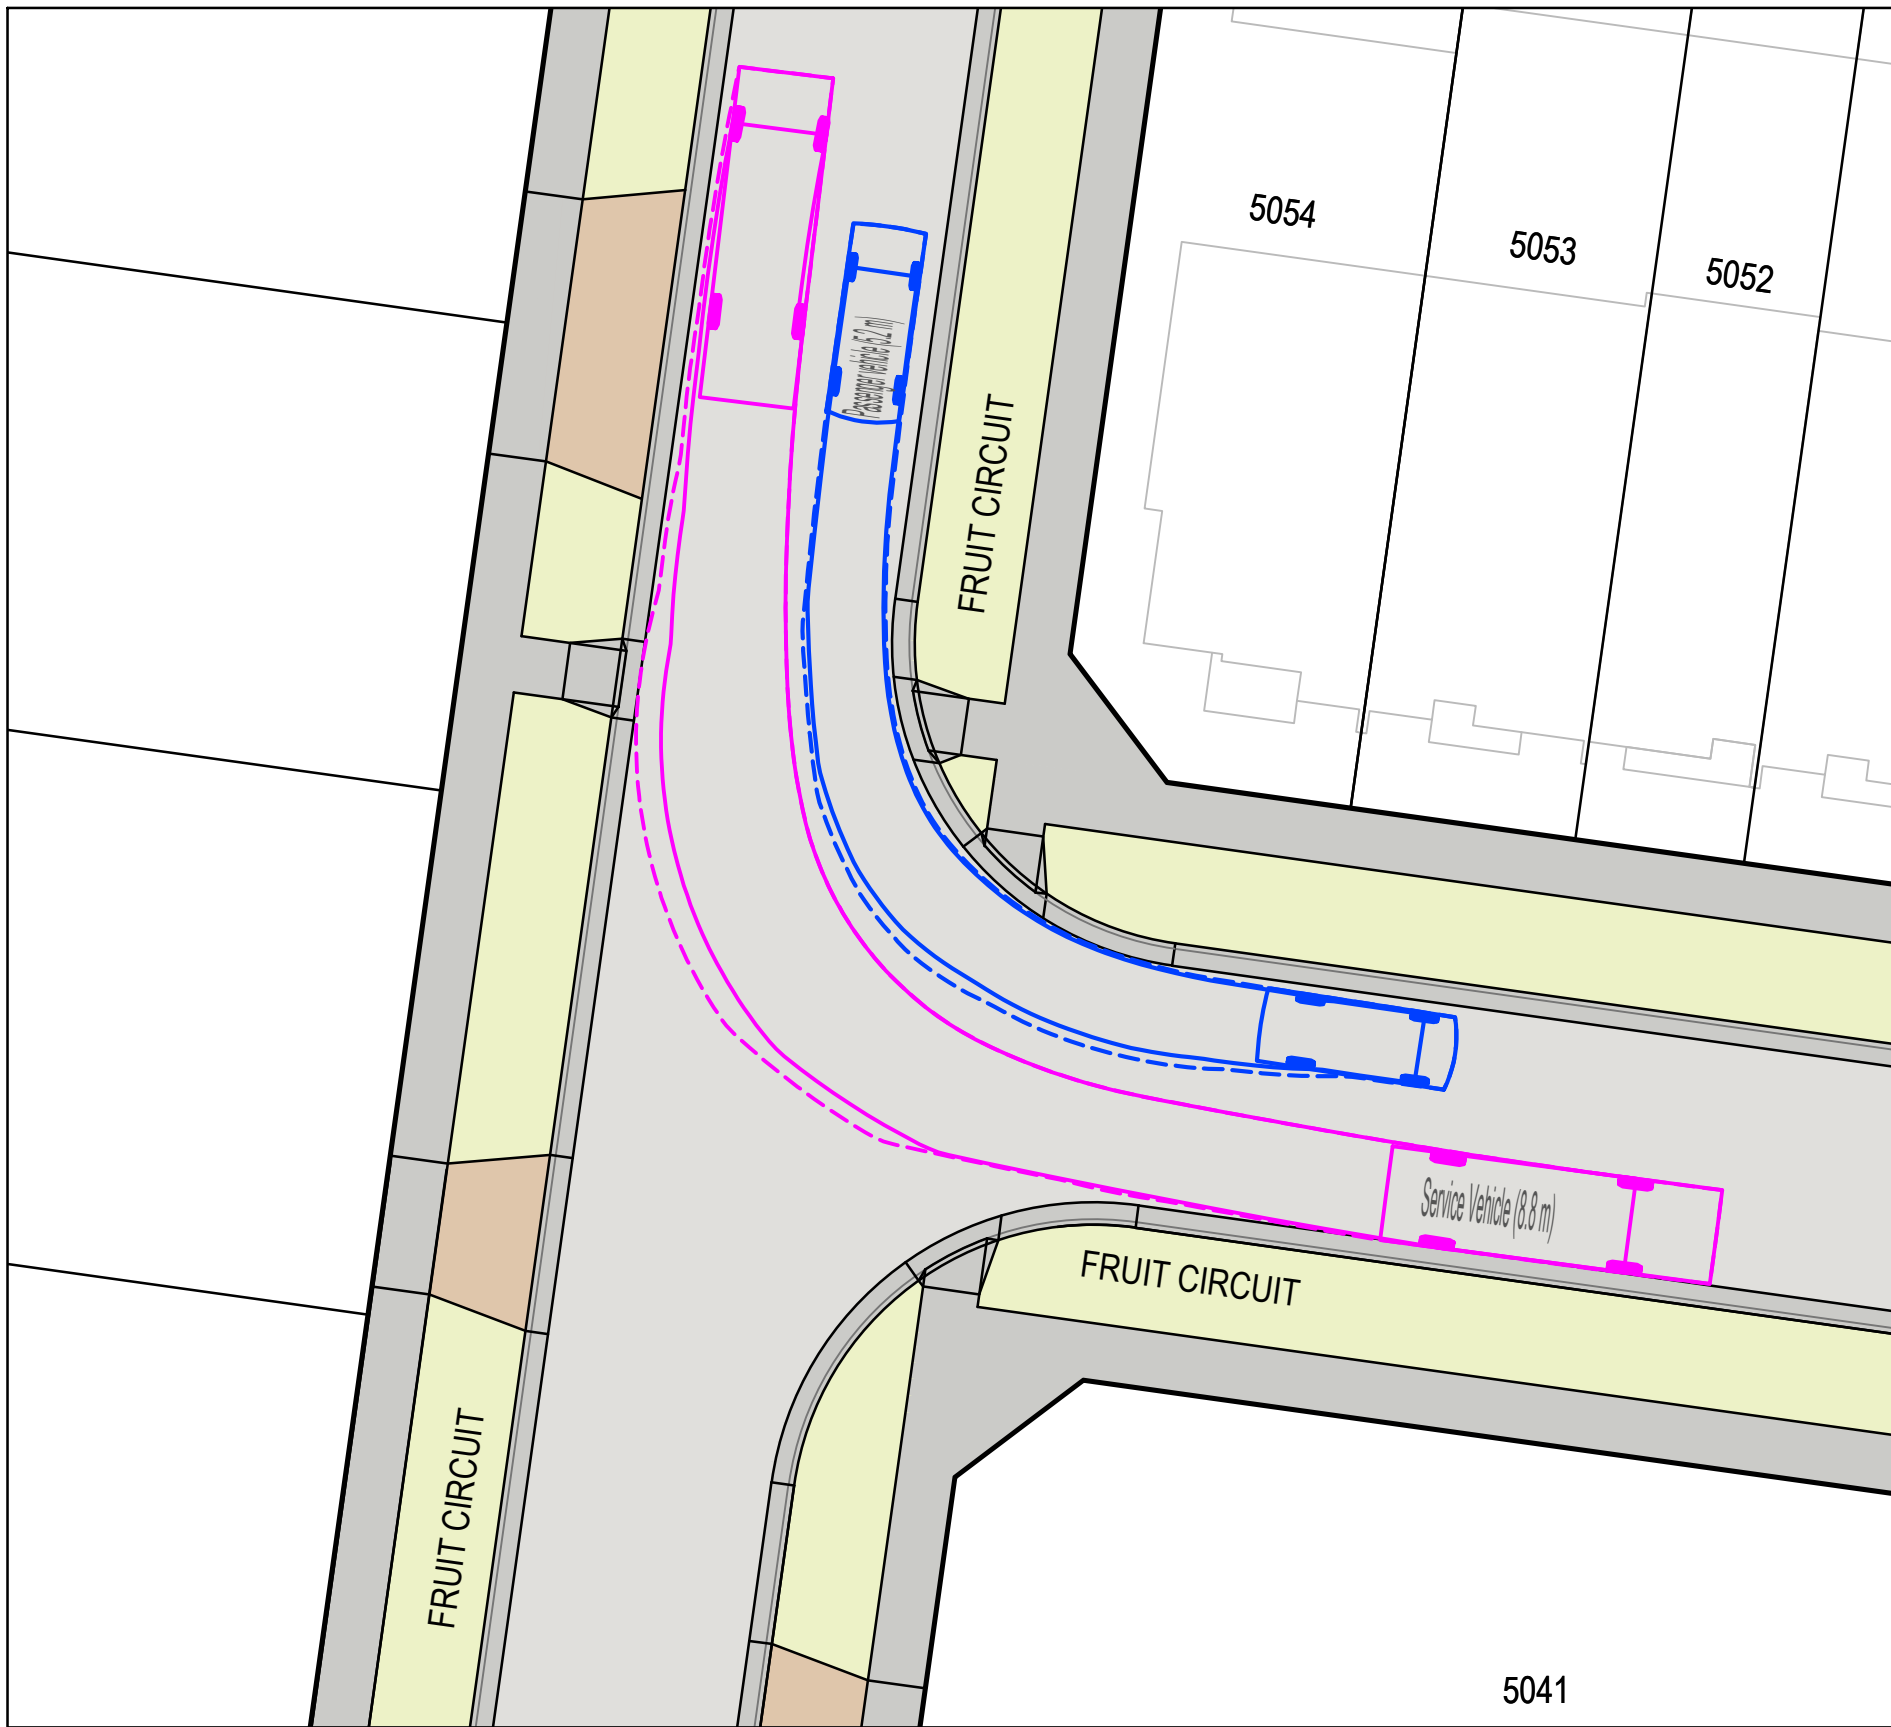 5054
5053
5052
Passenger vehicle (5.2 m)
FRUIT CIRCUIT
Service Vehicle (8.8 m)
FRUIT CIRCUIT
FRUIT CIRCUIT
5041